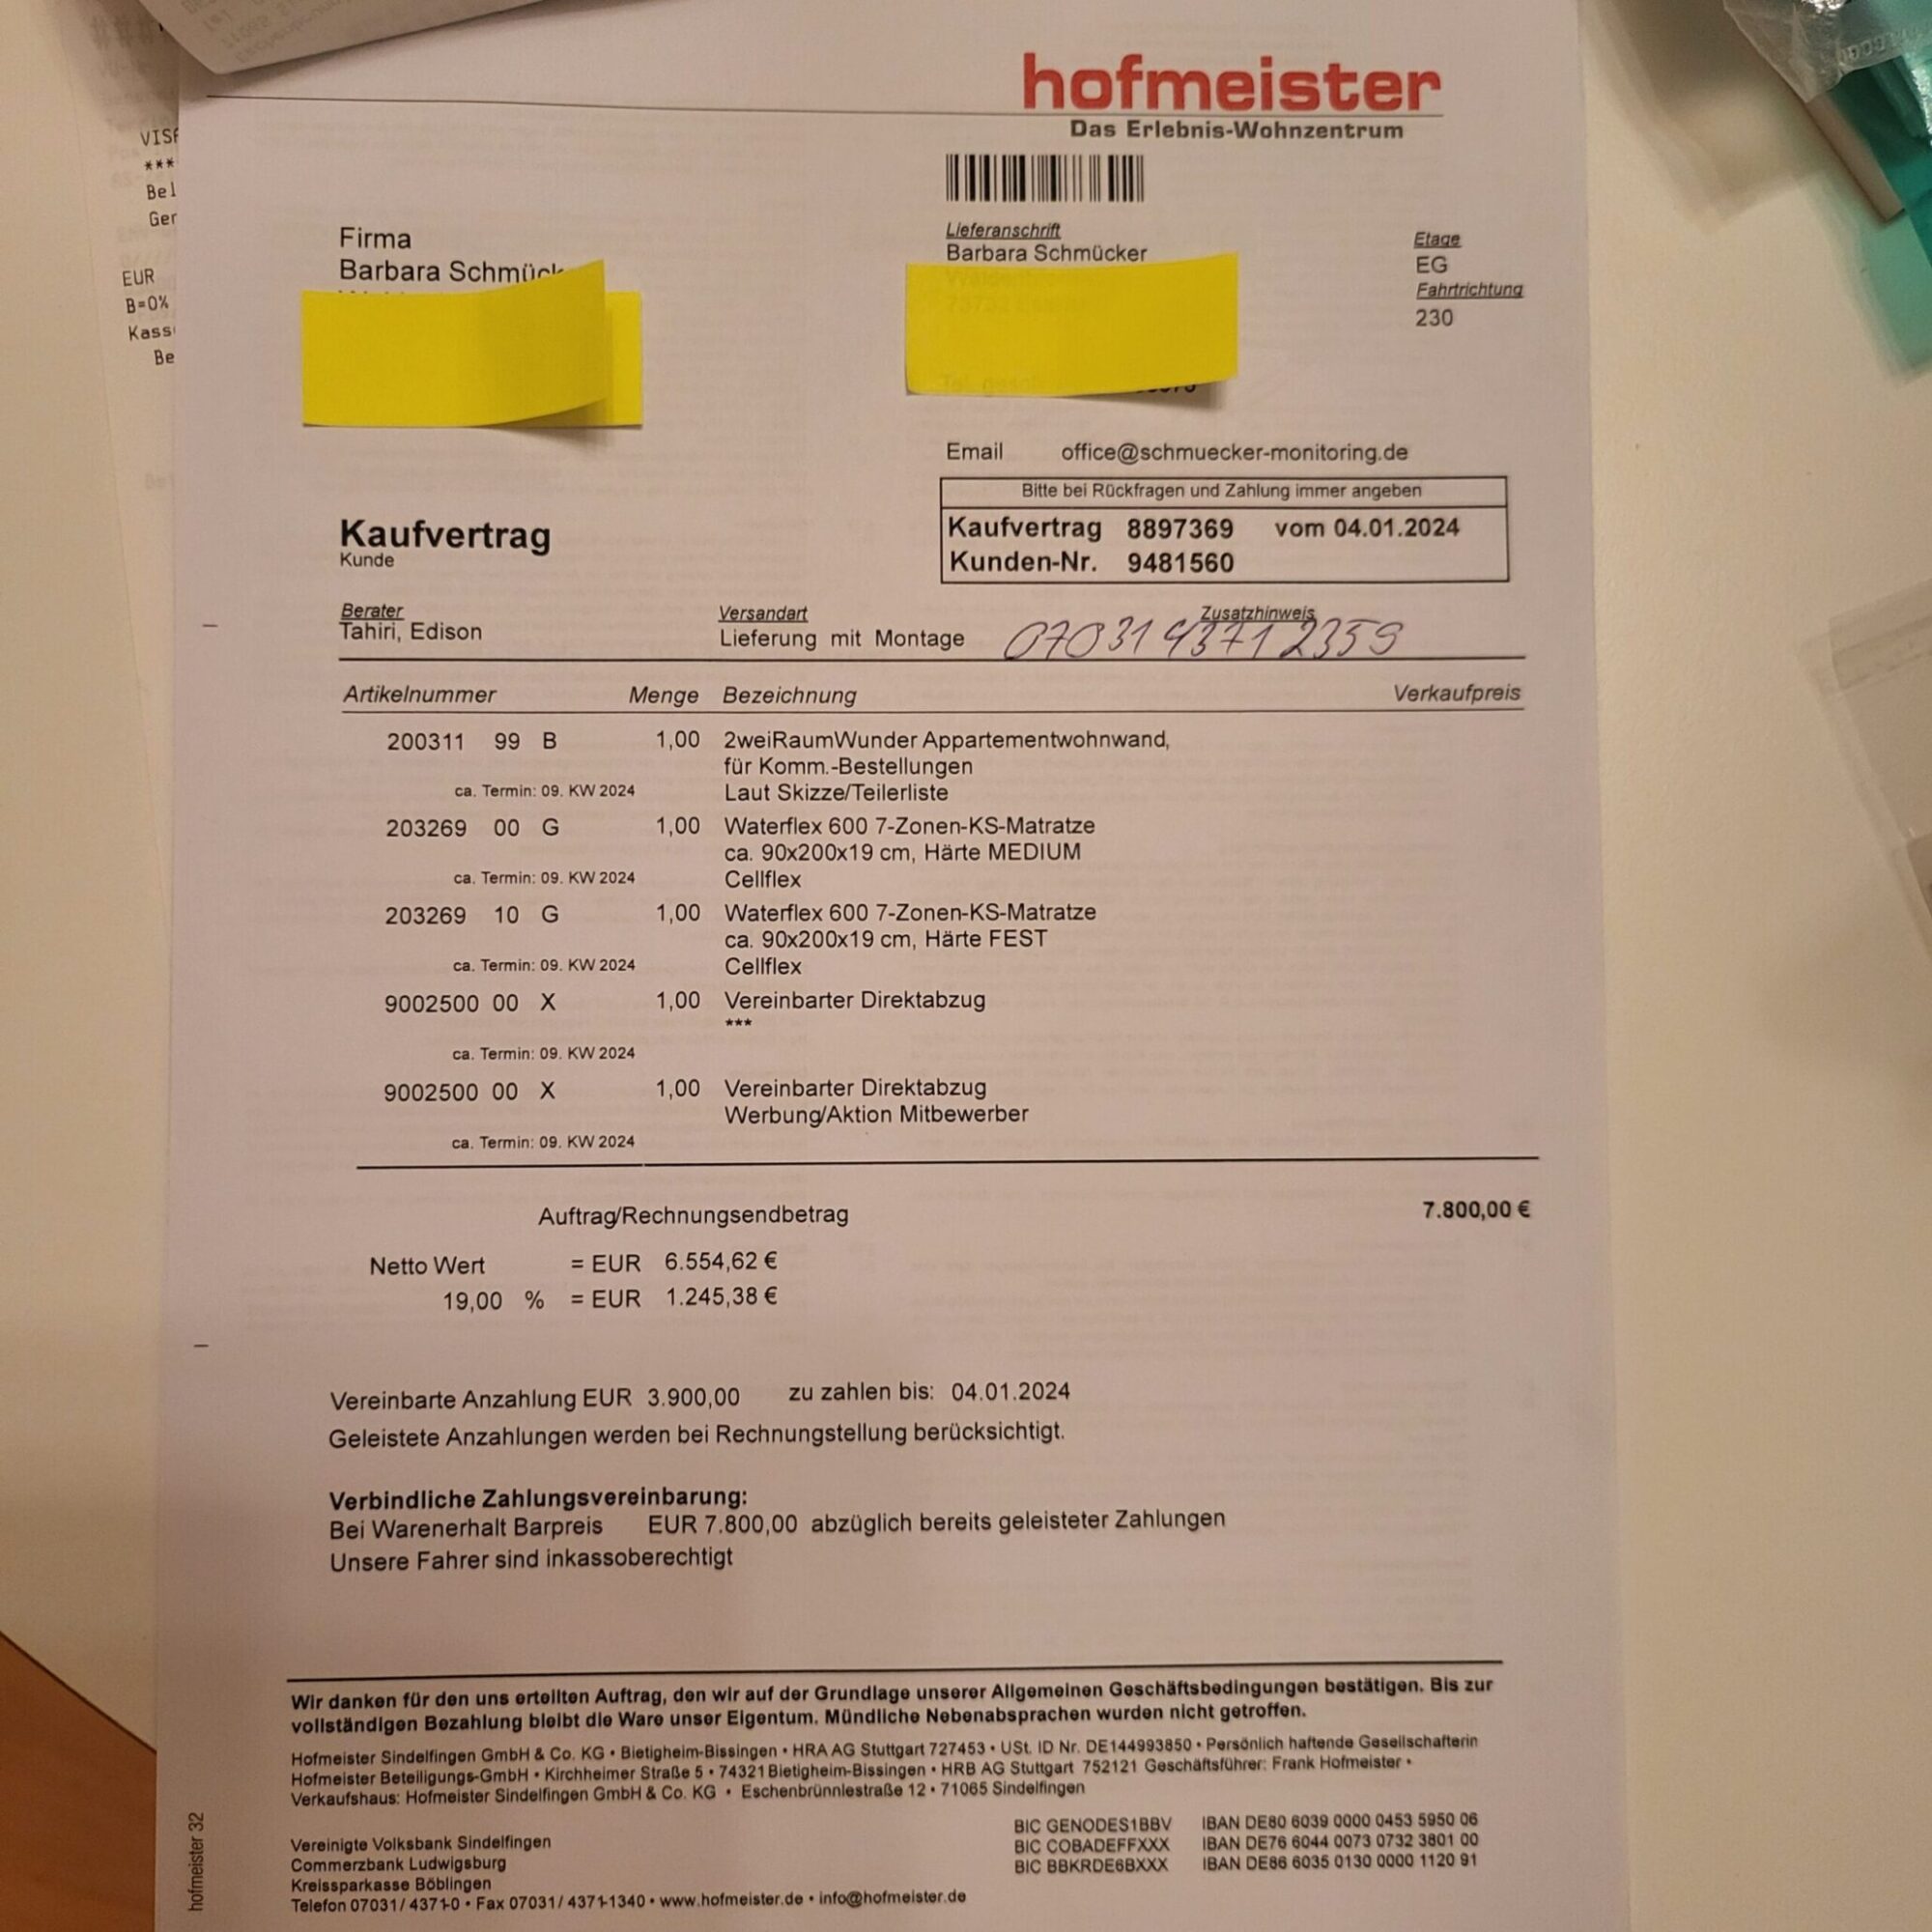 hofmeister
Das Erlebnis-Wohnzentrum
VISA
***
Bel
Ger
EUR
B=0%
Kass
Be
Firma
Barbara Schmück
Lieferanschrift
Barbara Schmücker
Etage
EG
Fahrtrichtung
230
Email office@schmuecker-monitoring.de
Bitte bei Rückfragen und Zahlung immer angeben
Kaufvertrag 8897369 vom 04.01.2024
Kunden-Nr. 9481560
Kaufvertrag
Kunde
Berater
Tahiri, Edison
Versandart
Lieferung mit Montage
Zusatzhinweis
0703143712359
Artikelnummer Menge Bezeichnung Verkaufpreis
200311 99 B 1,00 2weiRaumWunder Appartementwohnwand,
für Komm.-Bestellungen
ca. Termin: 09. KW 2024 Laut Skizze/Teilerliste
203269 00 G 1,00 Waterflex 600 7-Zonen-KS-Matratze
ca. 90x200x19 cm, Härte MEDIUM
ca. Termin: 09. KW 2024 Cellflex
203269 10 G 1,00 Waterflex 600 7-Zonen-KS-Matratze
ca. 90x200x19 cm, Härte FEST
ca. Termin: 09. KW 2024 Cellflex
9002500 00 X 1,00 Vereinbarter Direktabzug
***
ca. Termin: 09. KW 2024
9002500 00 X 1,00 Vereinbarter Direktabzug
Werbung/Aktion Mitbewerber
ca. Termin: 09. KW 2024
Auftrag/Rechnungsendbetrag 7.800,00 €
Netto Wert = EUR 6.554,62 €
19,00 % = EUR 1.245,38 €
Vereinbarte Anzahlung EUR 3.900,00 zu zahlen bis: 04.01.2024
Geleistete Anzahlungen werden bei Rechnungstellung berücksichtigt.
Verbindliche Zahlungsvereinbarung:
Bei Warenerhalt Barpreis EUR 7.800,00 abzüglich bereits geleisteter Zahlungen
Unsere Fahrer sind inkassoberechtigt
Wir danken für den uns erteilten Auftrag, den wir auf der Grundlage unserer Allgemeinen Geschäftsbedingungen bestätigen. Bis zur
vollständigen Bezahlung bleibt die Ware unser Eigentum. Mündliche Nebenabsprachen wurden nicht getroffen.
Hofmeister Sindelfingen GmbH & Co. KG • Bietigheim-Bissingen • HRA AG Stuttgart 727453 • USt. ID Nr. DE144993850 • Persönlich haftende Gesellschafterin
Hofmeister Beteiligungs-GmbH • Kirchheimer Straße 5 • 74321 Bietigheim-Bissingen • HRB AG Stuttgart 752121 Geschäftsführer: Frank Hofmeister •
Verkaufshaus: Hofmeister Sindelfingen GmbH & Co. KG • Eschenbrünnlestraße 12 • 71065 Sindelfingen
Vereinigte Volksbank Sindelfingen BIC GENODES1BBV IBAN DE80 6039 0000 0453 5950 06
Commerzbank Ludwigsburg BIC COBADEFFXXX IBAN DE76 6044 0073 0732 3801 00
Kreissparkasse Böblingen BIC BBKRDE6BXXX IBAN DE86 6035 0130 0000 1120 91
Telefon 07031/ 4371-0 • Fax 07031/ 4371-1340 • www.hofmeister.de • info@hofmeister.de
hofmeister 32